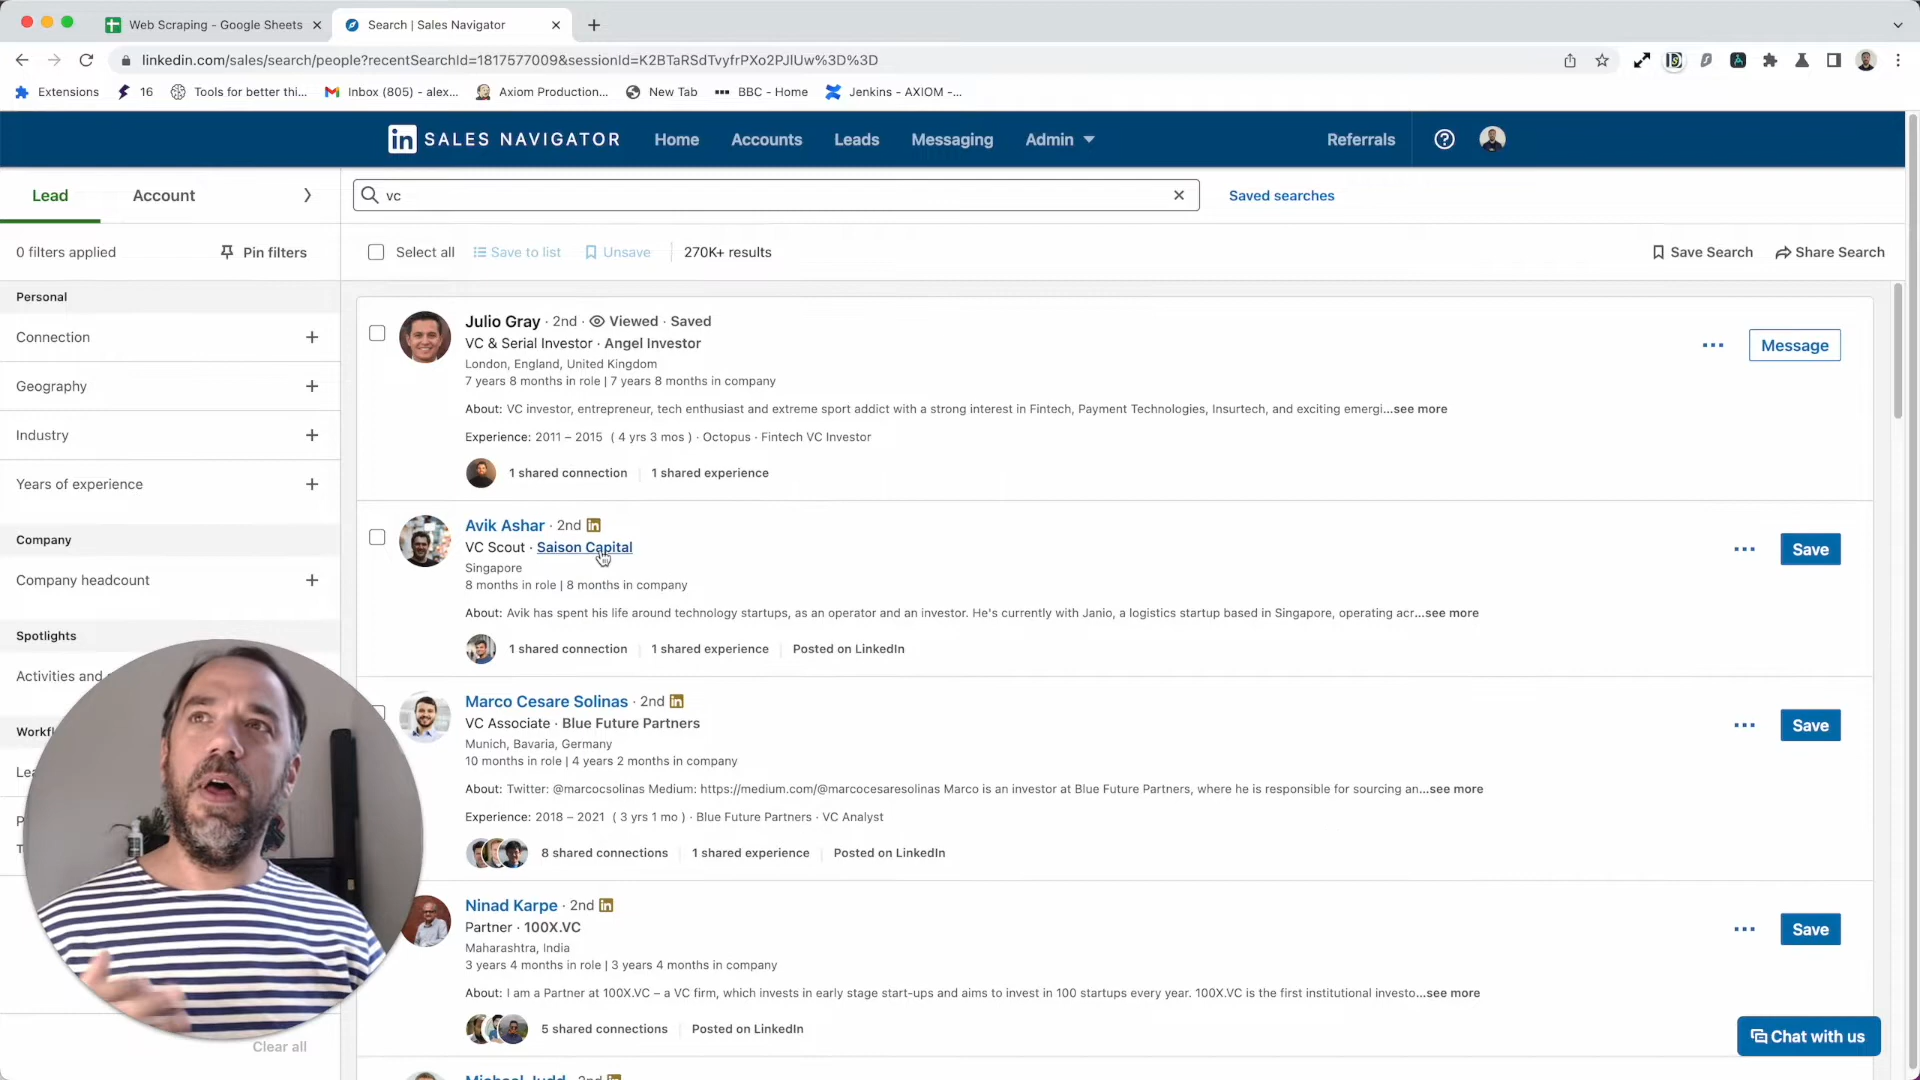 Web Scraping - Google Sheets
Search | Sales Navigator
linkedin.com/sales/search/people?recentSearchId=1817577009&sessionId=K2BTaRSdTvyfrPXo2PJlUw%3D%3D
Extensions
16
Tools for better thi...
Inbox (805) - alex...
Axiom Production...
New Tab
BBC - Home
Jenkins - AXIOM -...
in SALES NAVIGATOR
Home
Accounts
Leads
Messaging
Admin
Referrals
Lead
Account
vc
Saved searches
0 filters applied
Pin filters
Select all
Save to list
Unsave
270K+ results
Save Search
Share Search
Personal
Connection
Geography
Industry
Years of experience
Company
Company headcount
Spotlights
Activities and
Clear all
Julio Gray · 2nd · Viewed · Saved
VC & Serial Investor · Angel Investor
London, England, United Kingdom
7 years 8 months in role | 7 years 8 months in company
About: VC investor, entrepreneur, tech enthusiast and extreme sport addict with a strong interest in Fintech, Payment Technologies, Insurtech, and exciting emergi...see more
Experience: 2011 – 2015 ( 4 yrs 3 mos ) · Octopus · Fintech VC Investor
1 shared connection
1 shared experience
Message
Avik Ashar · 2nd in
VC Scout · Saison Capital
Singapore
8 months in role | 8 months in company
About: Avik has spent his life around technology startups, as an operator and an investor. He's currently with Janio, a logistics startup based in Singapore, operating acr...see more
1 shared connection
1 shared experience
Posted on LinkedIn
Save
Marco Cesare Solinas · 2nd in
VC Associate · Blue Future Partners
Munich, Bavaria, Germany
10 months in role | 4 years 2 months in company
About: Twitter: @marcocsolinas Medium: https://medium.com/@marcocesaresolinas Marco is an investor at Blue Future Partners, where he is responsible for sourcing an...see more
Experience: 2018 – 2021 ( 3 yrs 1 mo ) · Blue Future Partners · VC Analyst
8 shared connections
1 shared experience
Posted on LinkedIn
Save
Ninad Karpe · 2nd in
Partner · 100X.VC
Maharashtra, India
3 years 4 months in role | 3 years 4 months in company
About: I am a Partner at 100X.VC – a VC firm, which invests in early stage start-ups and aims to invest in 100 startups every year. 100X.VC is the first institutional investo...see more
5 shared connections
Posted on LinkedIn
Save
Chat with us